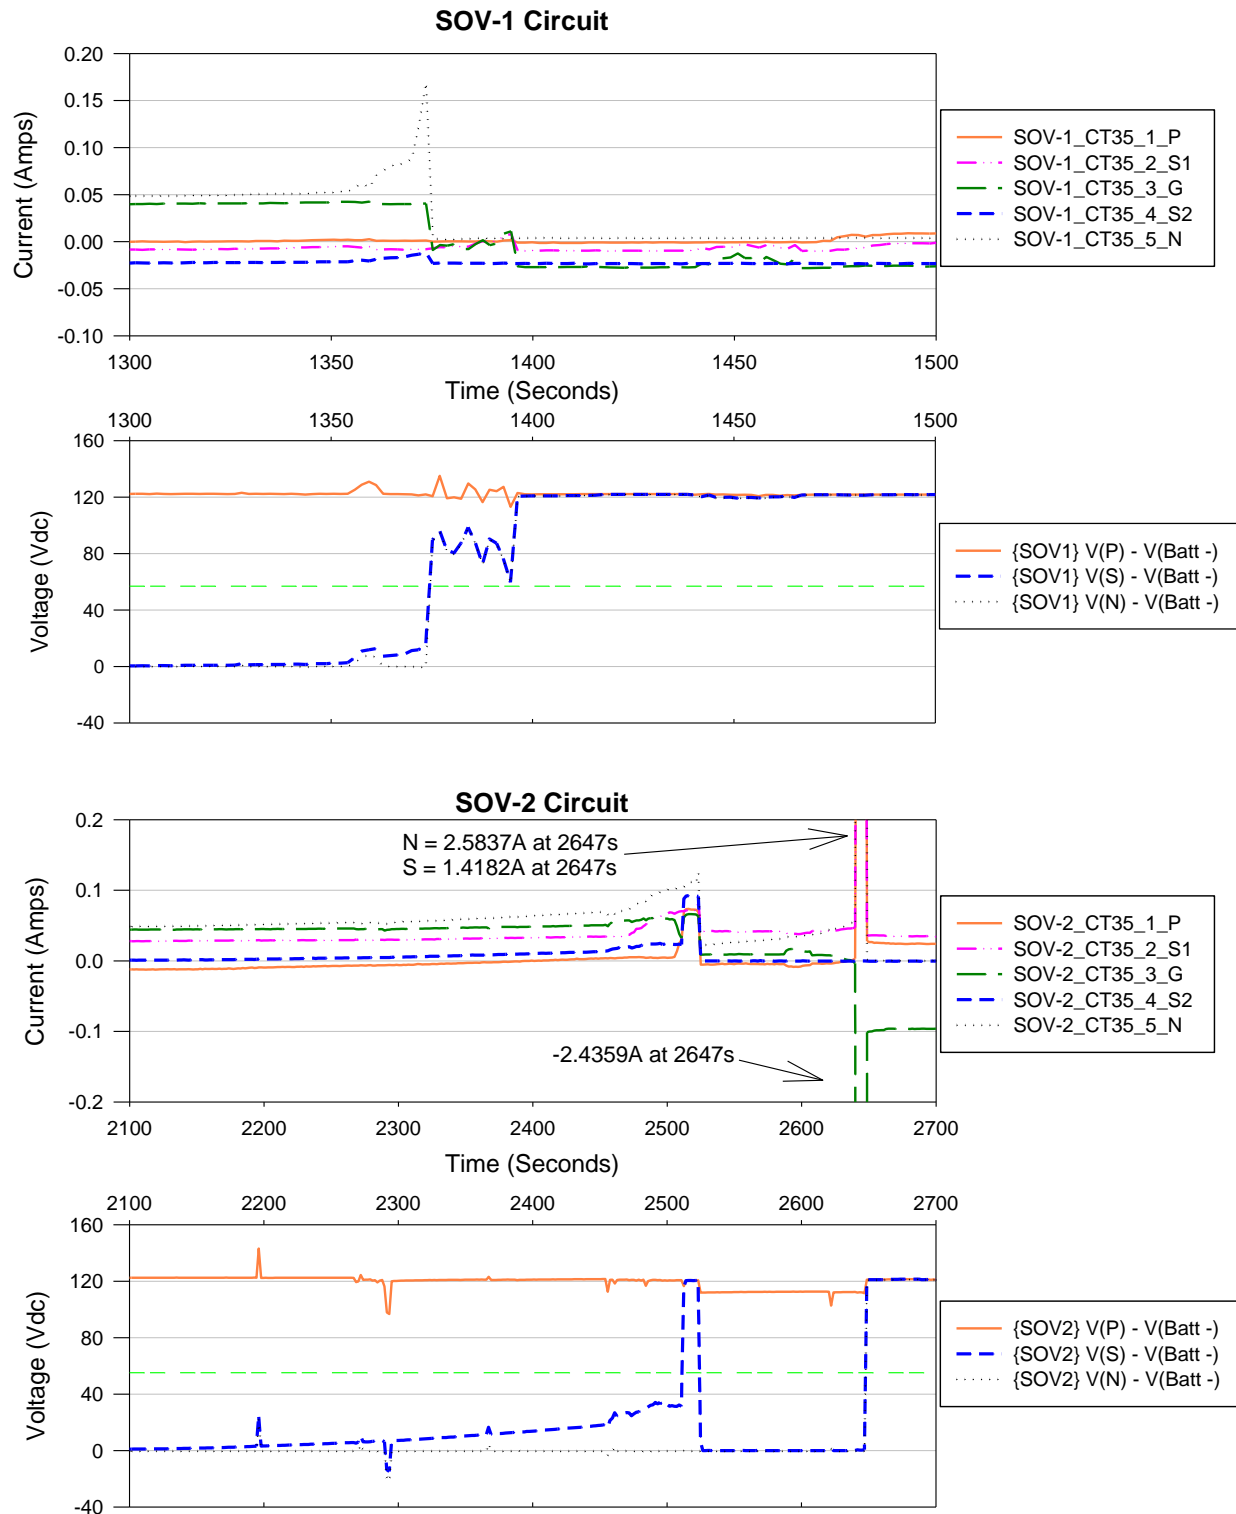 SOV-1 Circuit
0.20
0.15
0.10
0.05
0.00
-0.05
-0.10
Current (Amps)
1300 1350 1400 1450 1500
Time (Seconds)
SOV-1_CT35_1_P
SOV-1_CT35_2_S1
SOV-1_CT35_3_G
SOV-1_CT35_4_S2
SOV-1_CT35_5_N
1300 1350 1400 1450 1500
160
120
80
40
0
-40
Voltage (Vdc)
{SOV1} V(P) - V(Batt -)
{SOV1} V(S) - V(Batt -)
{SOV1} V(N) - V(Batt -)
SOV-2 Circuit
0.2
0.1
0.0
-0.1
-0.2
Current (Amps)
N = 2.5837A at 2647s
S = 1.4182A at 2647s
-2.4359A at 2647s
2100 2200 2300 2400 2500 2600 2700
Time (Seconds)
SOV-2_CT35_1_P
SOV-2_CT35_2_S1
SOV-2_CT35_3_G
SOV-2_CT35_4_S2
SOV-2_CT35_5_N
2100 2200 2300 2400 2500 2600 2700
160
120
80
40
0
-40
Voltage (Vdc)
{SOV2} V(P) - V(Batt -)
{SOV2} V(S) - V(Batt -)
{SOV2} V(N) - V(Batt -)